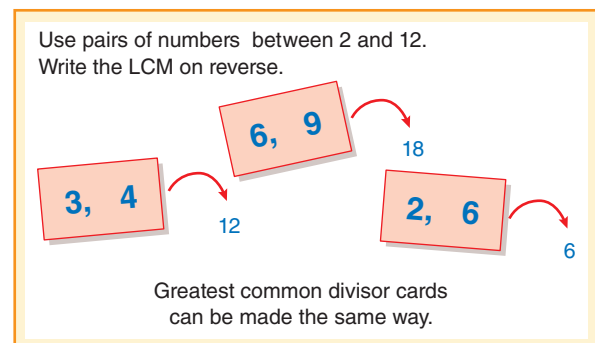 Use pairs of numbers between 2 and 12.
Write the LCM on reverse.
6, 9
18
3, 4
12
2, 6
6
Greatest common divisor cards
can be made the same way.